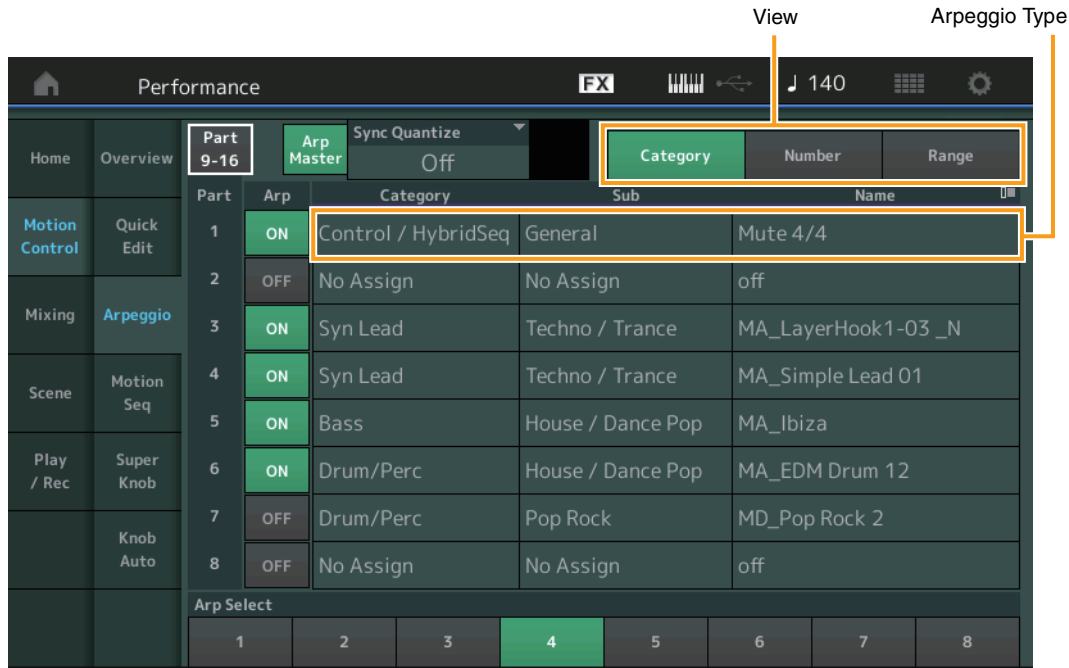 View Arpeggio Type
Performance FX 140
Home Overview Part 9-16 Arp Master Sync Quantize Off Category Number Range
Part Arp Category Sub Name
Motion Control Quick Edit 1 ON Control / HybridSeq General Mute 4/4
2 OFF No Assign No Assign off
Mixing Arpeggio 3 ON Syn Lead Techno / Trance MA_LayerHook1-03 _N
Scene Motion Seq 4 ON Syn Lead Techno / Trance MA_Simple Lead 01
5 ON Bass House / Dance Pop MA_Ibiza
Play / Rec Super Knob 6 ON Drum/Perc House / Dance Pop MA_EDM Drum 12
7 OFF Drum/Perc Pop Rock MD_Pop Rock 2
Knob Auto 8 OFF No Assign No Assign off
Arp Select
1 2 3 4 5 6 7 8